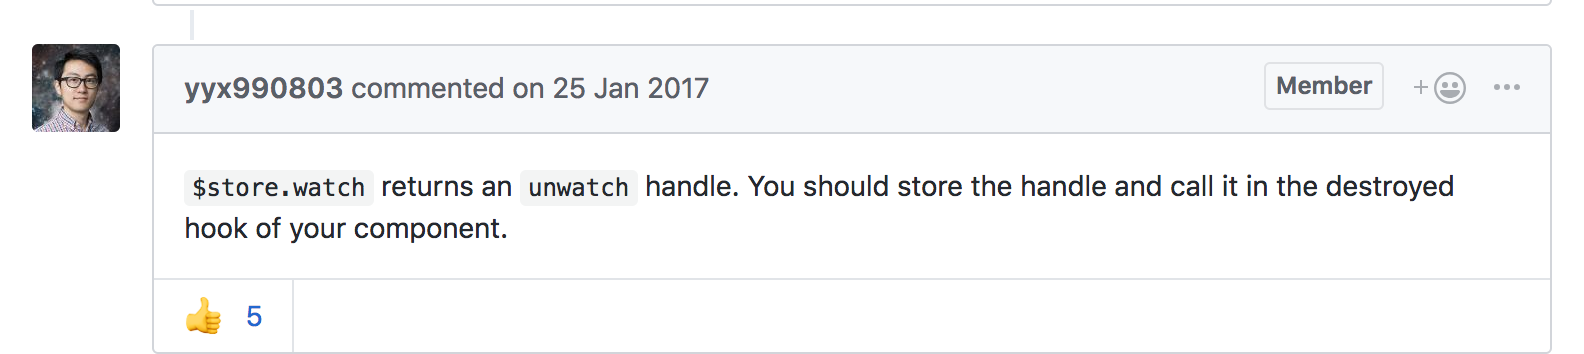 yyx990803 commented on 25 Jan 2017 Member
$store.watch returns an unwatch handle. You should store the handle and call it in the destroyed
hook of your component.
5